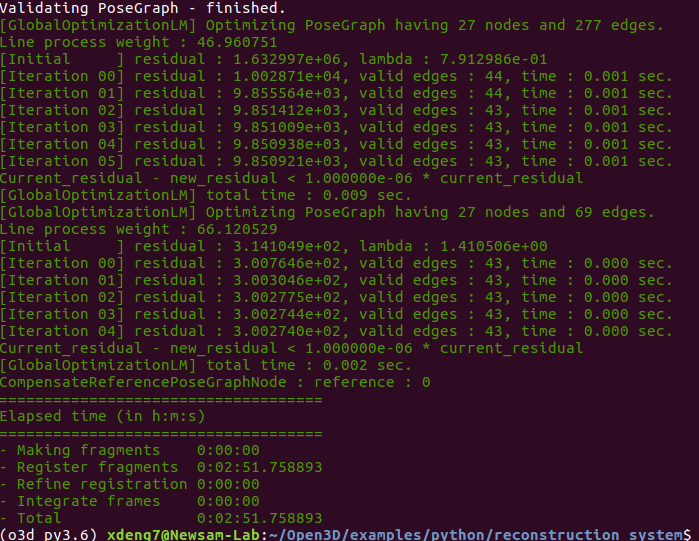 Validating PoseGraph - finished.
[GlobalOptimizationLM] Optimizing PoseGraph having 27 nodes and 277 edges.
Line process weight : 46.960751
[Initial     ] residual : 1.632997e+06, lambda : 7.912986e-01
[Iteration 00] residual : 1.002871e+04, valid edges : 44, time : 0.001 sec.
[Iteration 01] residual : 9.855564e+03, valid edges : 44, time : 0.001 sec.
[Iteration 02] residual : 9.851412e+03, valid edges : 43, time : 0.001 sec.
[Iteration 03] residual : 9.851009e+03, valid edges : 43, time : 0.001 sec.
[Iteration 04] residual : 9.850938e+03, valid edges : 43, time : 0.001 sec.
[Iteration 05] residual : 9.850921e+03, valid edges : 43, time : 0.001 sec.
Current_residual - new_residual < 1.000000e-06 * current_residual
[GlobalOptimizationLM] total time : 0.009 sec.
[GlobalOptimizationLM] Optimizing PoseGraph having 27 nodes and 69 edges.
Line process weight : 66.120529
[Initial     ] residual : 3.141049e+02, lambda : 1.410506e+00
[Iteration 00] residual : 3.007646e+02, valid edges : 43, time : 0.000 sec.
[Iteration 01] residual : 3.003046e+02, valid edges : 43, time : 0.000 sec.
[Iteration 02] residual : 3.002775e+02, valid edges : 43, time : 0.000 sec.
[Iteration 03] residual : 3.002744e+02, valid edges : 43, time : 0.000 sec.
[Iteration 04] residual : 3.002740e+02, valid edges : 43, time : 0.000 sec.
Current_residual - new_residual < 1.000000e-06 * current_residual
[GlobalOptimizationLM] total time : 0.002 sec.
CompensateReferencePoseGraphNode : reference : 0
====================================
Elapsed time (in h:m:s)
====================================
- Making fragments    0:00:00
- Register fragments  0:02:51.758893
- Refine registration 0:00:00
- Integrate frames    0:00:00
- Total               0:02:51.758893
(o3d_py3.6) xdeng7@Newsam-Lab:~/Open3D/examples/python/reconstruction_system$